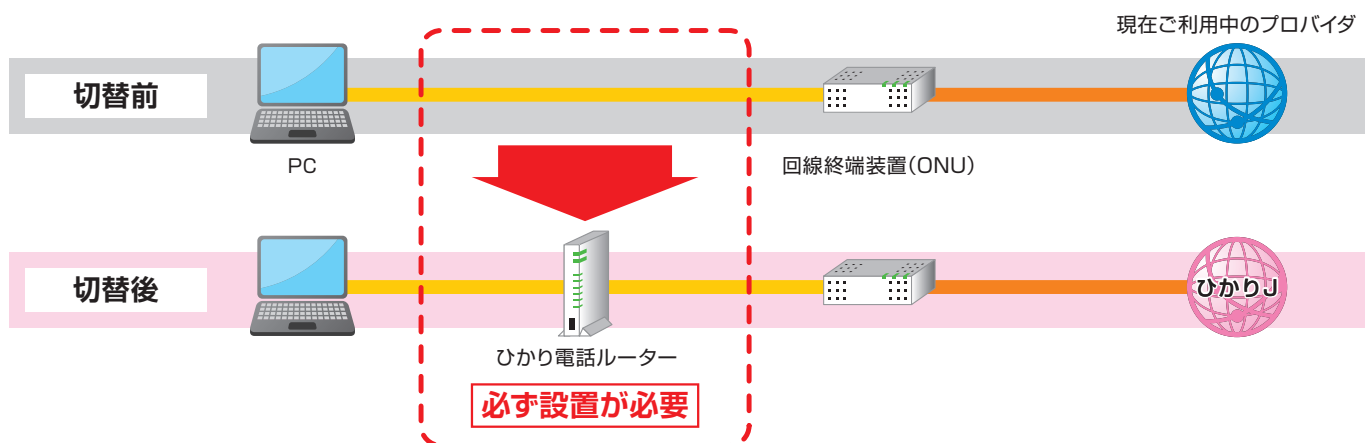 現在ご利用中のプロバイダ
切替前
PC
回線終端装置(ONU)
切替後
ひかりJ
ひかり電話ルーター
必ず設置が必要